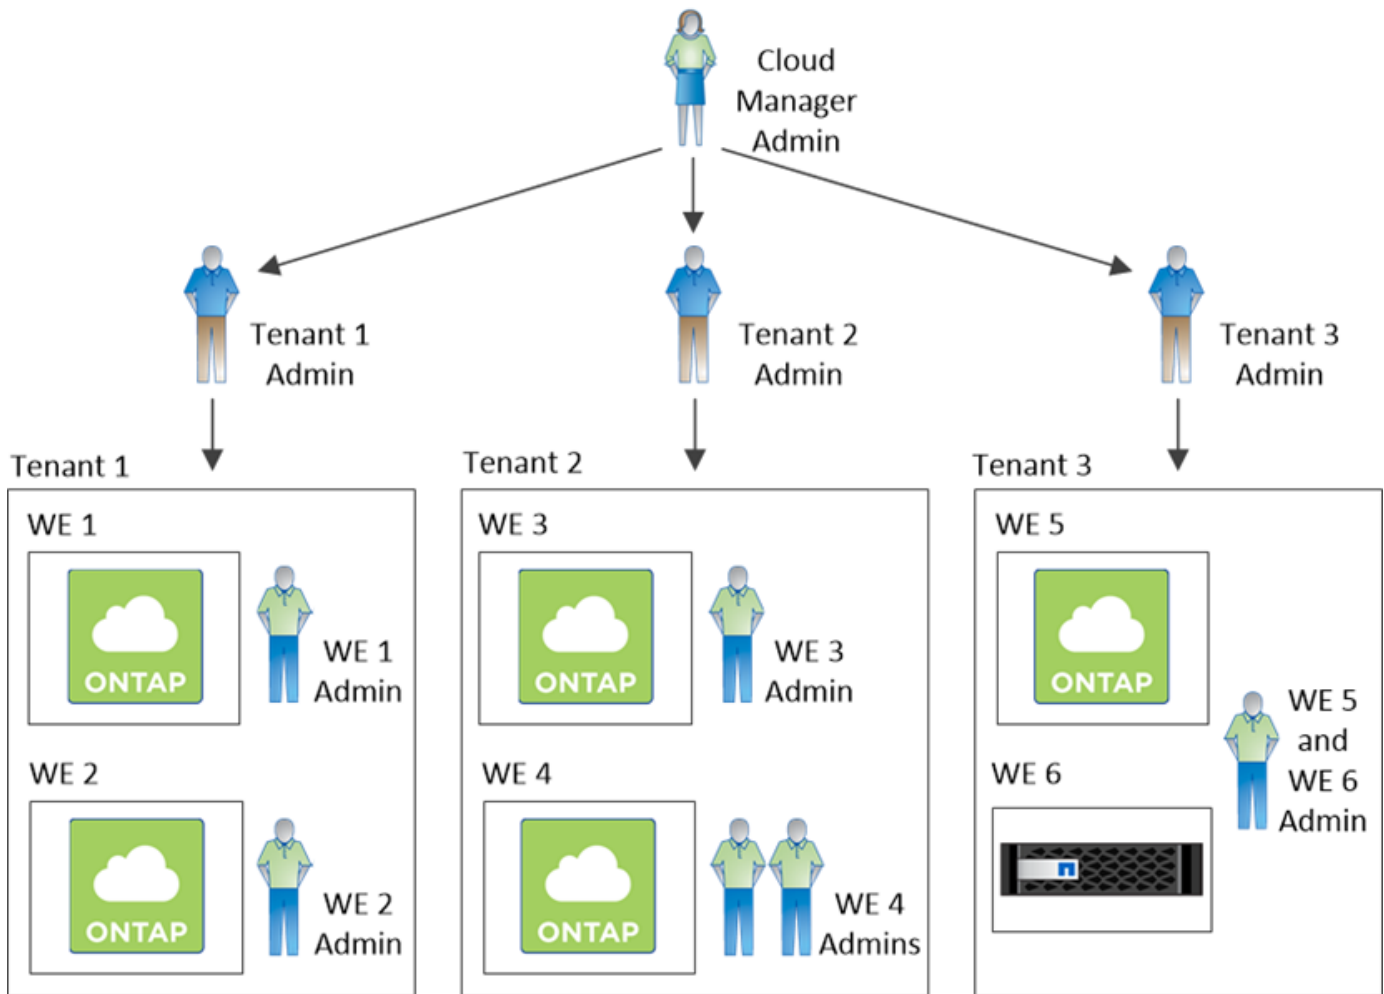 Cloud
Manager
Admin
Tenant 1
Admin
Tenant 2
Admin
Tenant 3
Admin
Tenant 1
WE 1
ONTAP
WE 1
Admin
WE 2
ONTAP
WE 2
Admin
Tenant 2
WE 3
ONTAP
WE 3
Admin
WE 4
ONTAP
WE 4
Admins
Tenant 3
WE 5
ONTAP
WE 5
and
WE 6
Admin
WE 6